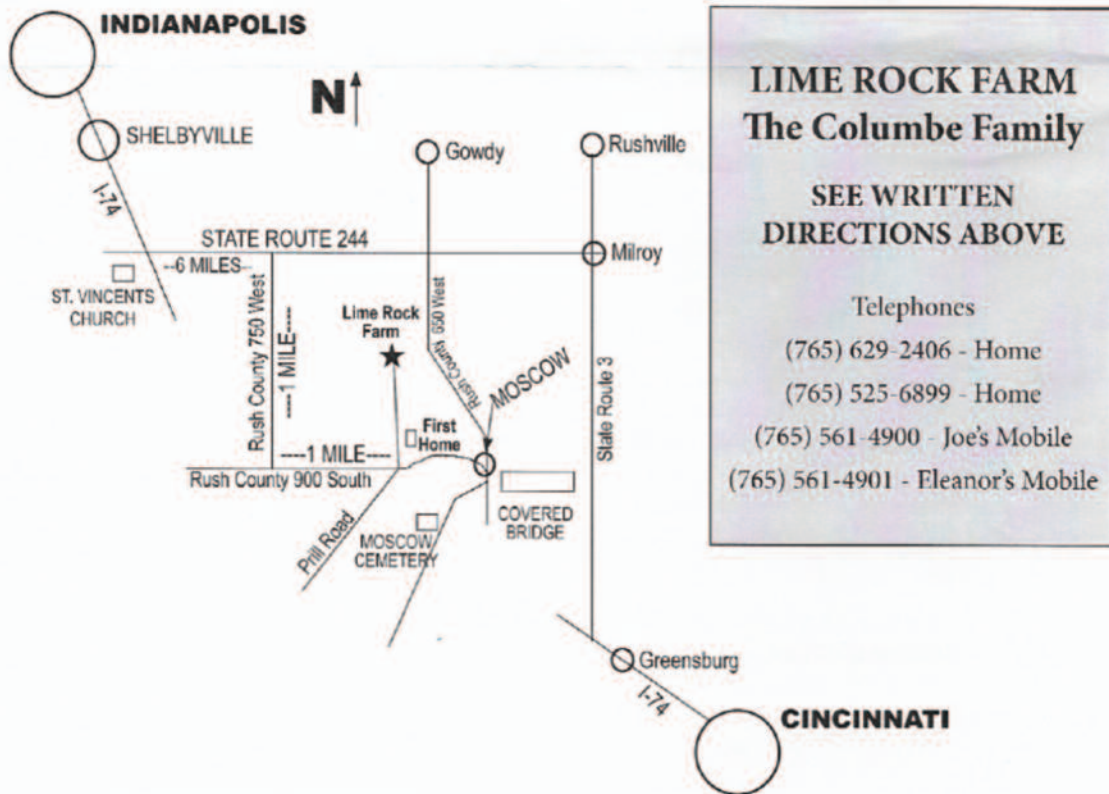 INDIANAPOLIS
N
SHELBYVILLE
Gowdy
Rushville
I-74
STATE ROUTE 244
Milroy
--6 MILES--
ST. VINCENTS
CHURCH
Rush County 750 West
----1 MILE-----
Lime Rock
Farm
Rush County 650 West
MOSCOW
State Route 3
First
Home
----1 MILE----
Rush County 900 South
Prill Road
MOSCOW
CEMETERY
COVERED
BRIDGE
Greensburg
I-74
CINCINNATI
LIME ROCK FARM
The Columbe Family
SEE WRITTEN
DIRECTIONS ABOVE
Telephones
(765) 629-2406 - Home
(765) 525-6899 - Home
(765) 561-4900 - Joe's Mobile
(765) 561-4901 - Eleanor's Mobile